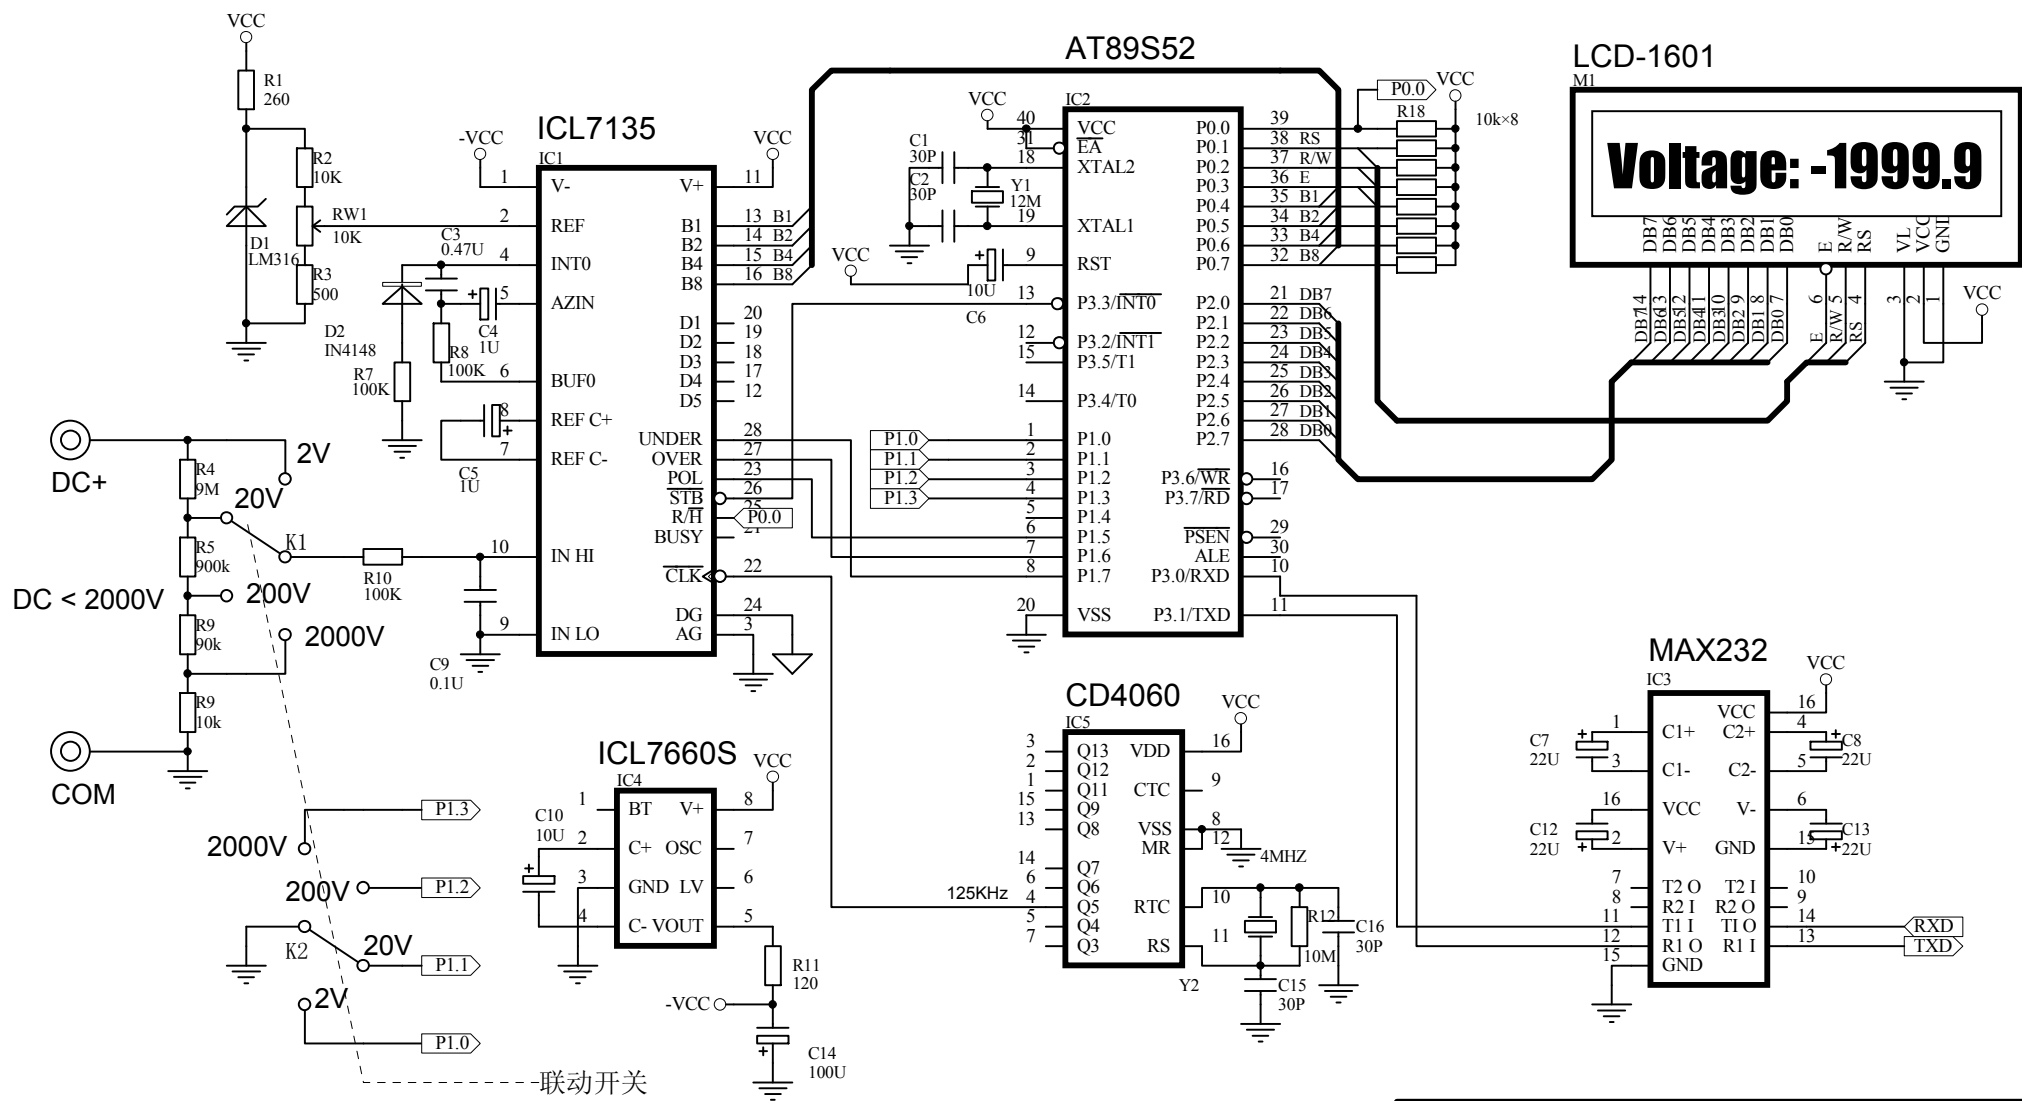 VCC
R1
260
R2
10K
RW1
10K
D1
LM316
R3
500
-VCC
ICL7135
IC1
1 V-
2 REF
4 INT0
5 AZIN
6 BUF0
8 REF C+
7 REF C-
10 IN HI
9 IN LO
VCC
V+ 11
B1 13 B1
B2 14 B2
B4 15 B4
B8 16 B8
D1 20
D2 19
D3 18
D4 17
D5 12
UNDER 28
OVER 27
POL 23
STB 26
R/H 25 P0.0
BUSY 21
CLK 22
DG 24
AG 3
C3
0.47U
C4
1U
D2
IN4148
R8
100K
R7
100K
C5
1U
DC+
R4
9M
2V
20V
K1
R5
900k
200V
DC < 2000V
R9
90k
2000V
R9
10k
COM
R10
100K
C9
0.1U
2000V
P1.3
200V
P1.2
K2
20V
P1.1
2V
P1.0
联动开关
ICL7660S
IC4
1 BT
2 C+
3 GND
4 C-
V+ 8
OSC 7
LV 6
VOUT 5
VCC
C10
10U
R11
120
-VCC
C14
100U
AT89S52
IC2
VCC
40 VCC
31 EA
18 XTAL2
19 XTAL1
9 RST
13 P3.3/INT0
12 P3.2/INT1
15 P3.5/T1
14 P3.4/T0
P1.0 1 P1.0
P1.1 2 P1.1
P1.2 3 P1.2
P1.3 4 P1.3
5 P1.4
6 P1.5
7 P1.6
8 P1.7
20 VSS
C1
30P
C2
30P
Y1
12M
VCC
10U
C6
P0.0 39
P0.1 38 RS
P0.2 37 R/W
P0.3 36 E
P0.4 35 B1
P0.5 34 B2
P0.6 33 B4
P0.7 32 B8
P2.0 21 DB7
P2.1 22 DB6
P2.2 23 DB5
P2.3 24 DB4
P2.4 25 DB3
P2.5 26 DB2
P2.6 27 DB1
P2.7 28 DB0
P3.6/WR 16
P3.7/RD 17
PSEN 29
ALE 30
P3.0/RXD 10
P3.1/TXD 11
P0.0
VCC
R18
10k×8
LCD-1601
M1
Voltage: -1999.9
DB7 DB6 DB5 DB4 DB3 DB2 DB1 DB0 E R/W RS VL VCC GND
14 13 12 11 10 9 8 7 6 5 4 3 2 1
DB7 DB6 DB5 DB4 DB3 DB2 DB1 DB0 E R/W RS
VCC
CD4060
IC5
3 Q13
2 Q12
1 Q11
15 Q9
13 Q8
14 Q7
6 Q6
125KHz 4 Q5
5 Q4
7 Q3
VDD 16
CTC 9
VSS 8
MR 12
RTC 10
RS 11
VCC
4MHZ
R12
10M
C16
30P
Y2
C15
30P
MAX232
IC3
VCC
1 C1+
3 C1-
16 VCC
2 V+
7 T2 O
8 R2 I
11 T1 I
12 R1 O
15 GND
VCC 16
C2+ 4
C2- 5
V- 6
GND 15
T2 I 10
R2 O 9
TI O 14 RXD
R1 I 13 TXD
C7
22U
C8
22U
C12
22U
C13
22U